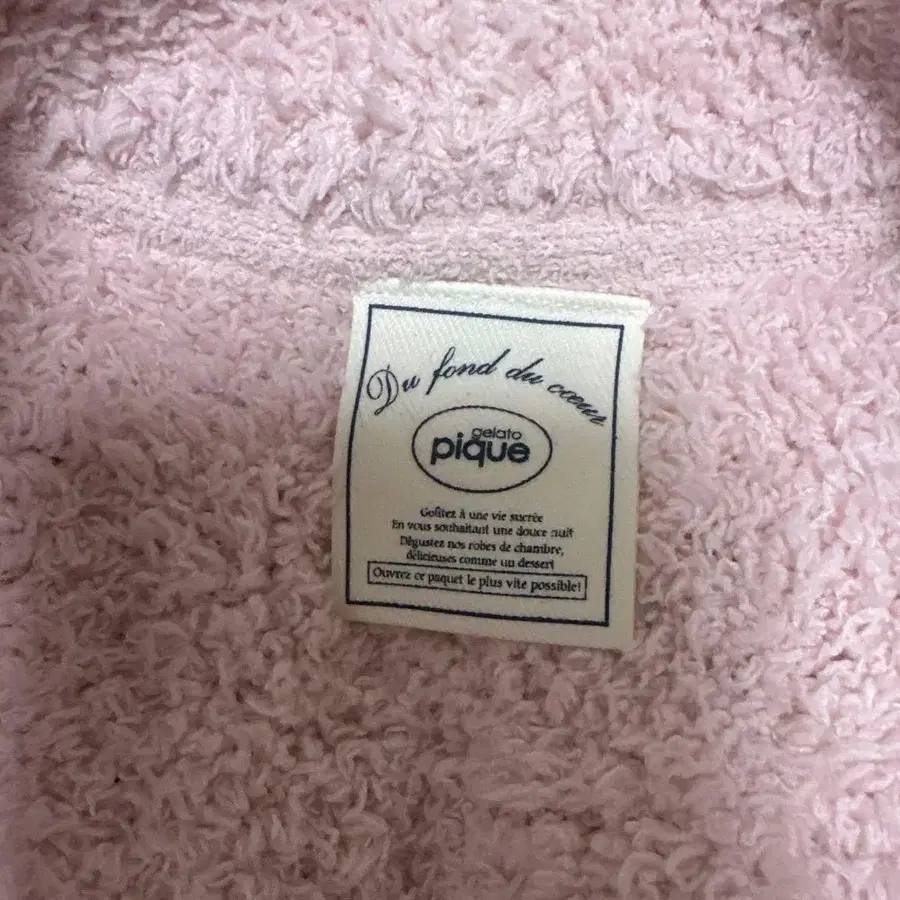 Du fond du cœur
gelato
pique
Goûtez à une vie sucrée
En vous souhaitant une douce nuit
Dégustez nos robes de chambre,
délicieuses comme un dessert
Ouvrez ce paquet le plus vite possible!